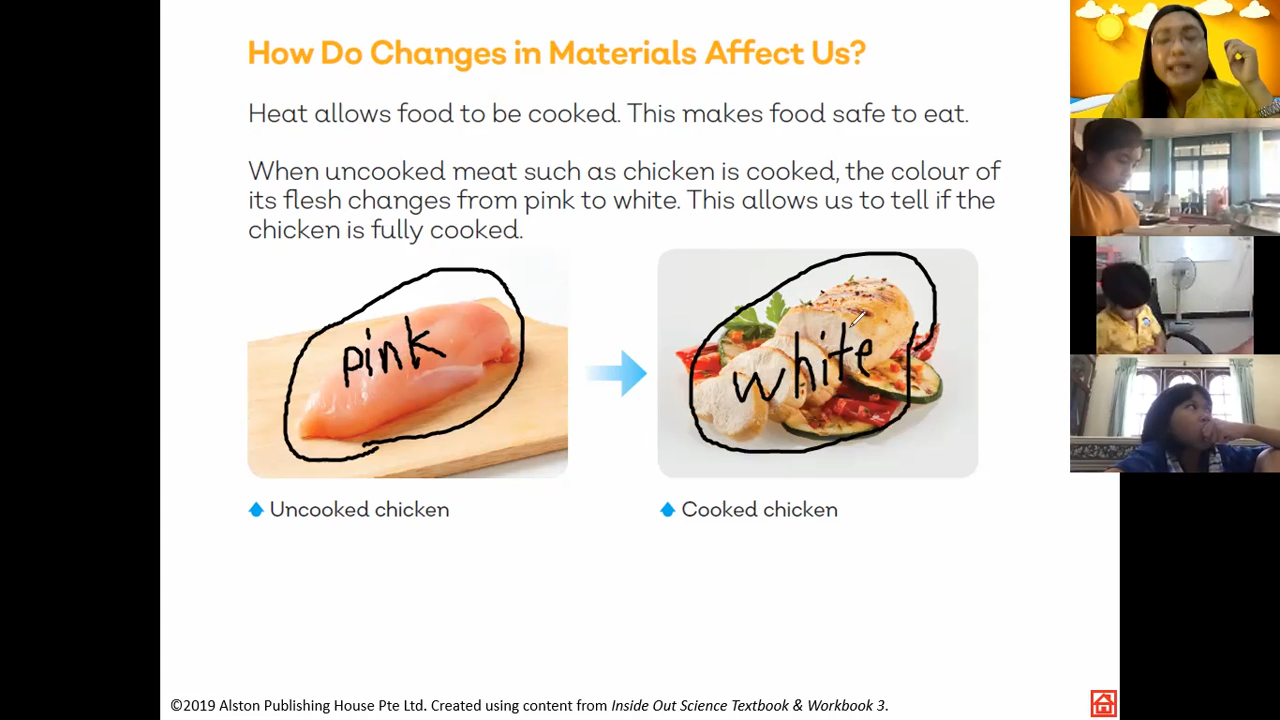 How Do Changes in Materials Affect Us?
Heat allows food to be cooked. This makes food safe to eat.
When uncooked meat such as chicken is cooked, the colour of
its flesh changes from pink to white. This allows us to tell if the
chicken is fully cooked.
pink
white
Uncooked chicken
Cooked chicken
©2019 Alston Publishing House Pte Ltd. Created using content from Inside Out Science Textbook & Workbook 3.